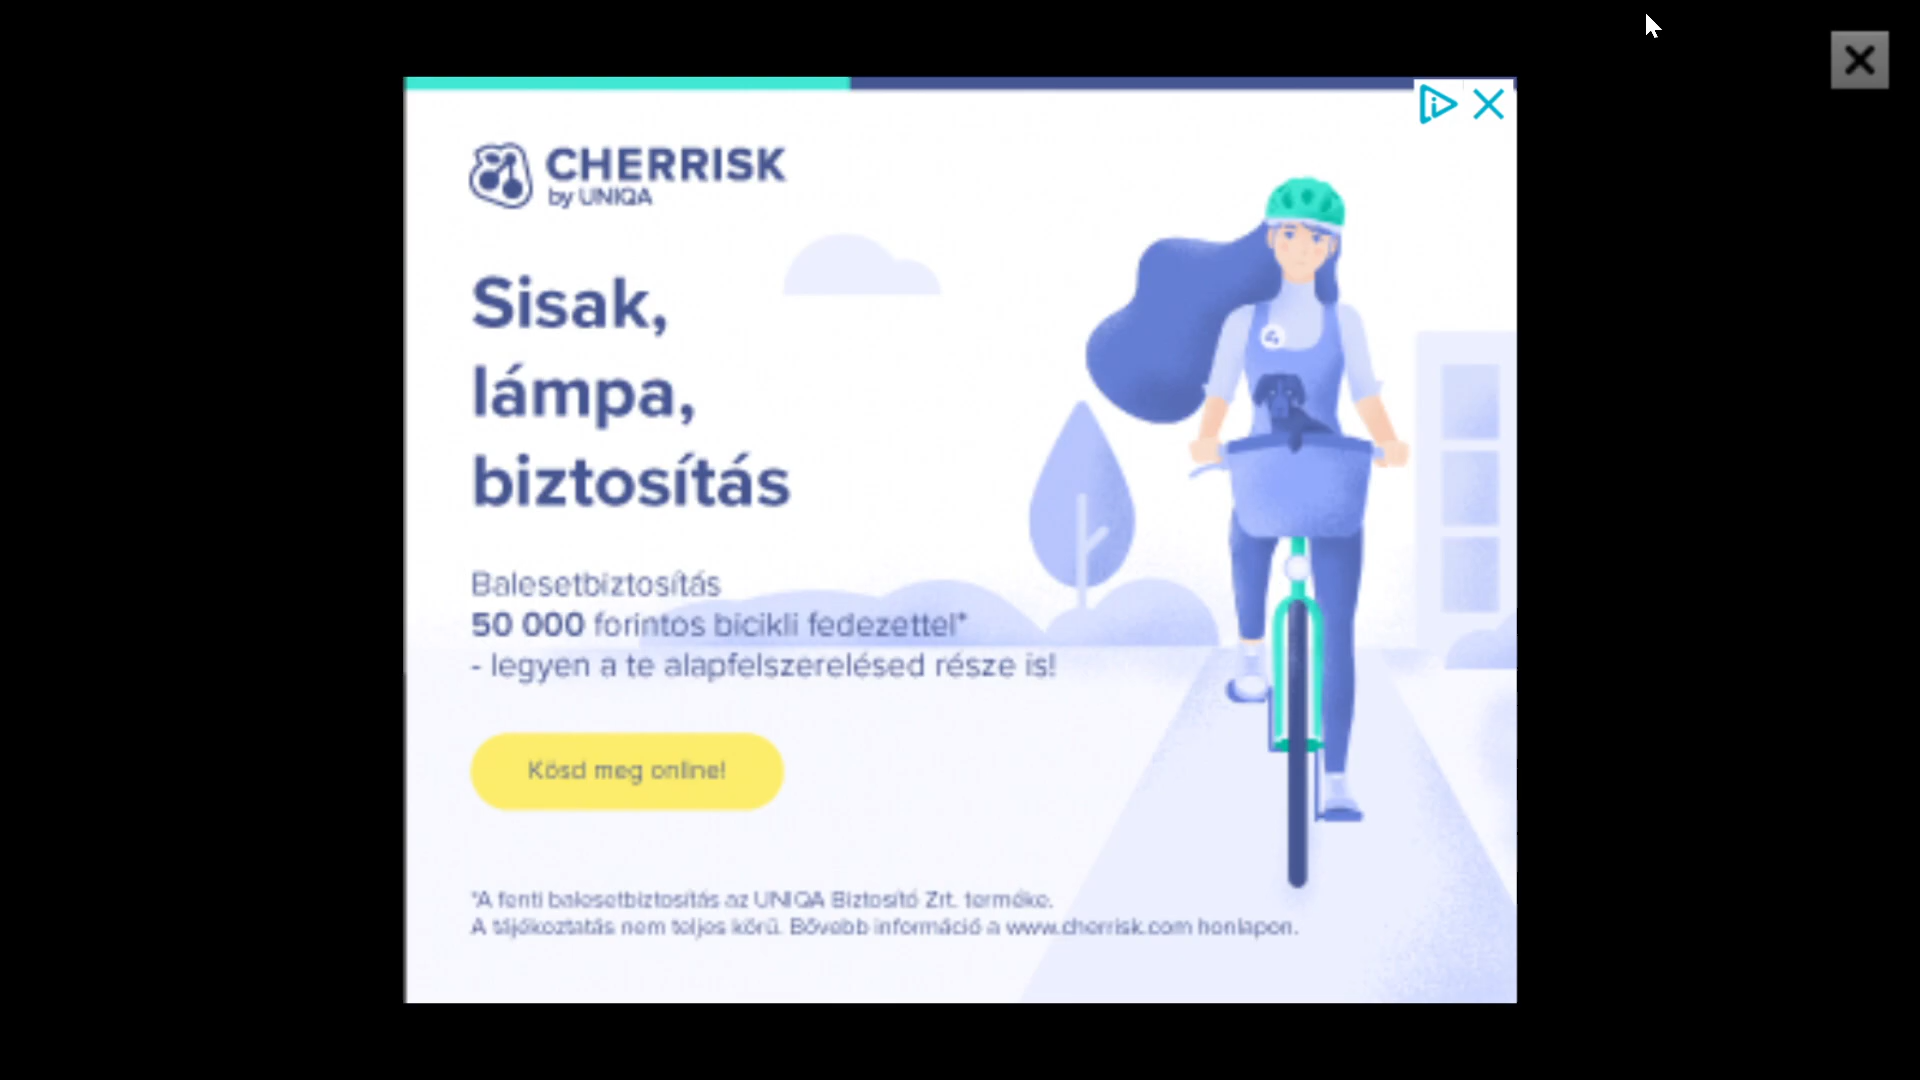 CHERRISK
by UNIQA
Sisak,
lámpa,
biztosítás
Balesetbiztosítás
50 000 forintos bicikli fedezettel*
- legyen a te alapfelszerelésed része is!
Kösd meg online!
*A fenti balesetbiztosítás az UNIQA Biztosító Zrt. terméke.
A tájékoztatás nem teljes körű. Bővebb információ a www.cherrisk.com honlapon.